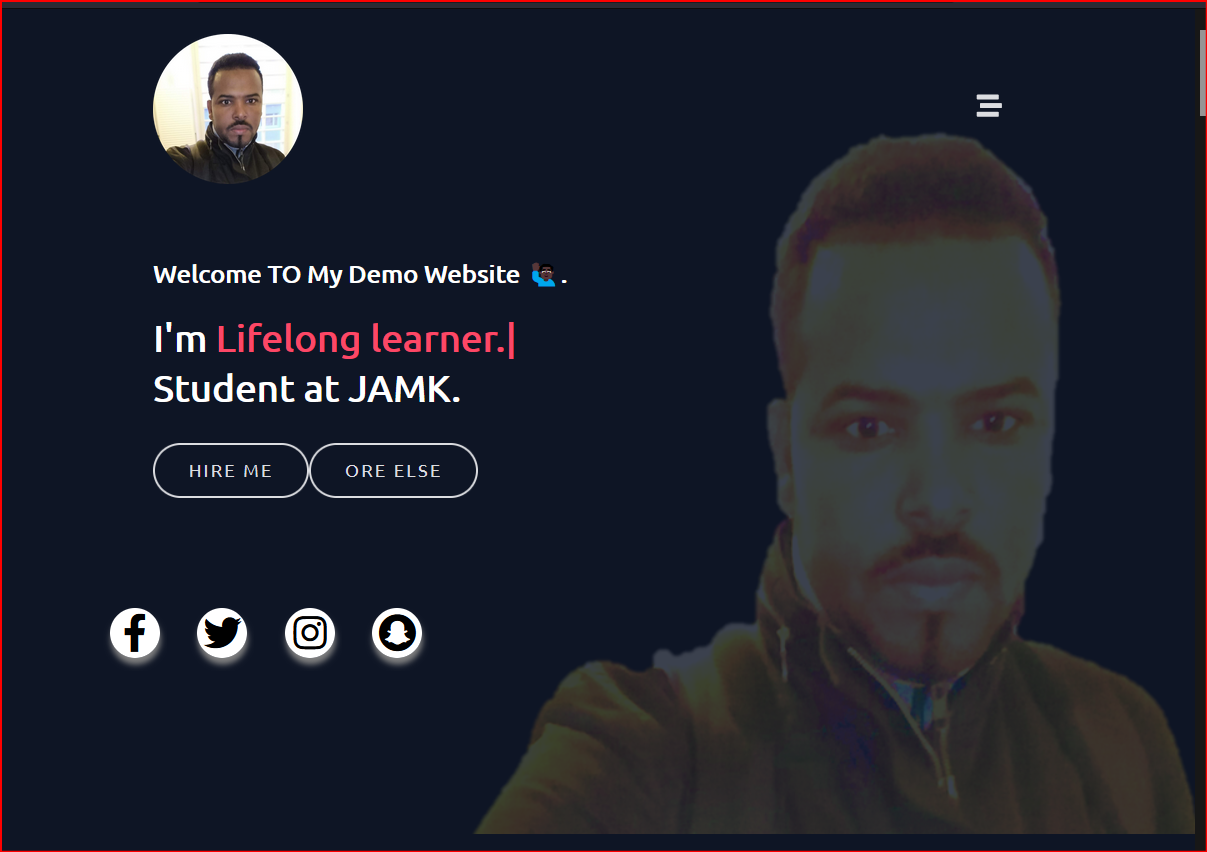 Welcome TO My Demo Website 🙋🏿‍♂️.
I'm Lifelong learner.|
Student at JAMK.
HIRE ME
ORE ELSE